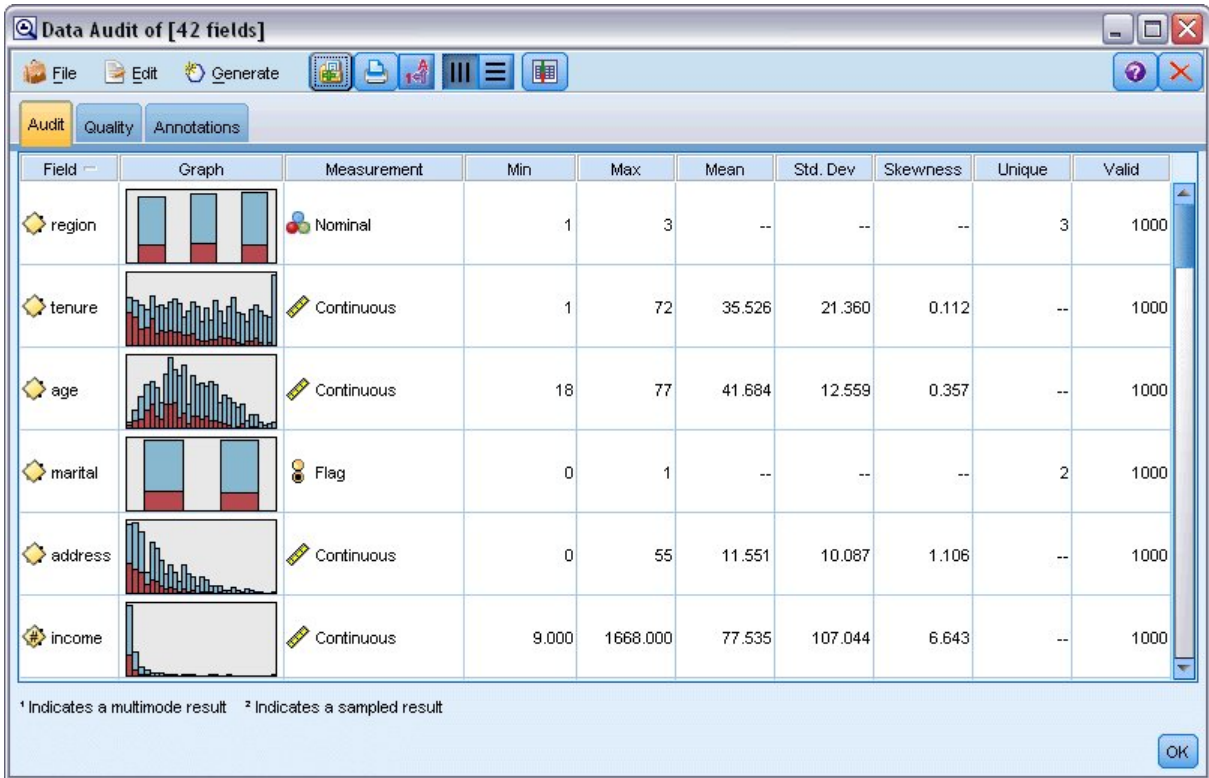 Data Audit of [42 fields]
File Edit Generate
Audit Quality Annotations
Field Graph Measurement Min Max Mean Std. Dev Skewness Unique Valid
region Nominal 1 3 -- -- -- 3 1000
tenure Continuous 1 72 35.526 21.360 0.112 -- 1000
age Continuous 18 77 41.684 12.559 0.357 -- 1000
marital Flag 0 1 -- -- -- 2 1000
address Continuous 0 55 11.551 10.087 1.106 -- 1000
income Continuous 9.000 1668.000 77.535 107.044 6.643 -- 1000
¹ Indicates a multimode result ² Indicates a sampled result
OK